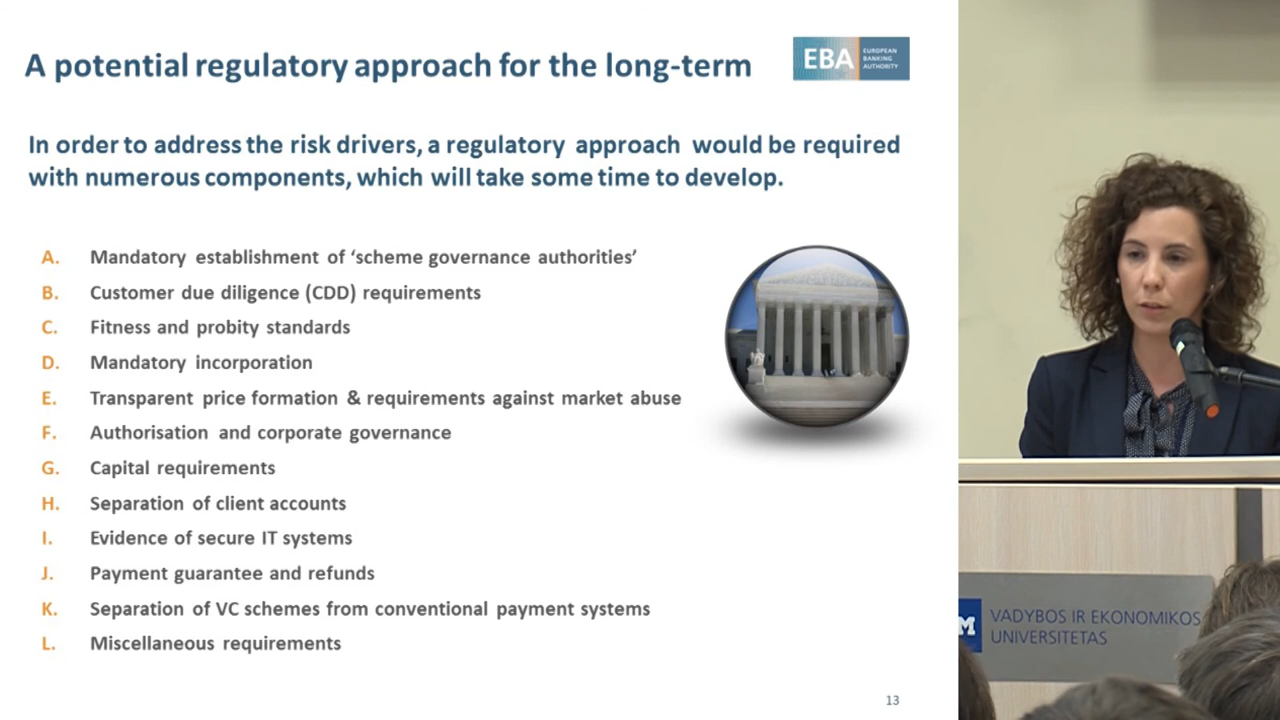 A potential regulatory approach for the long-term
EBA
EUROPEAN
BANKING
AUTHORITY
In order to address the risk drivers, a regulatory approach would be required
with numerous components, which will take some time to develop.
A. Mandatory establishment of ‘scheme governance authorities’
B. Customer due diligence (CDD) requirements
C. Fitness and probity standards
D. Mandatory incorporation
E. Transparent price formation & requirements against market abuse
F. Authorisation and corporate governance
G. Capital requirements
H. Separation of client accounts
I. Evidence of secure IT systems
J. Payment guarantee and refunds
K. Separation of VC schemes from conventional payment systems
L. Miscellaneous requirements
13
M
VADYBOS IR EKONOMIKOS
UNIVERSITETAS